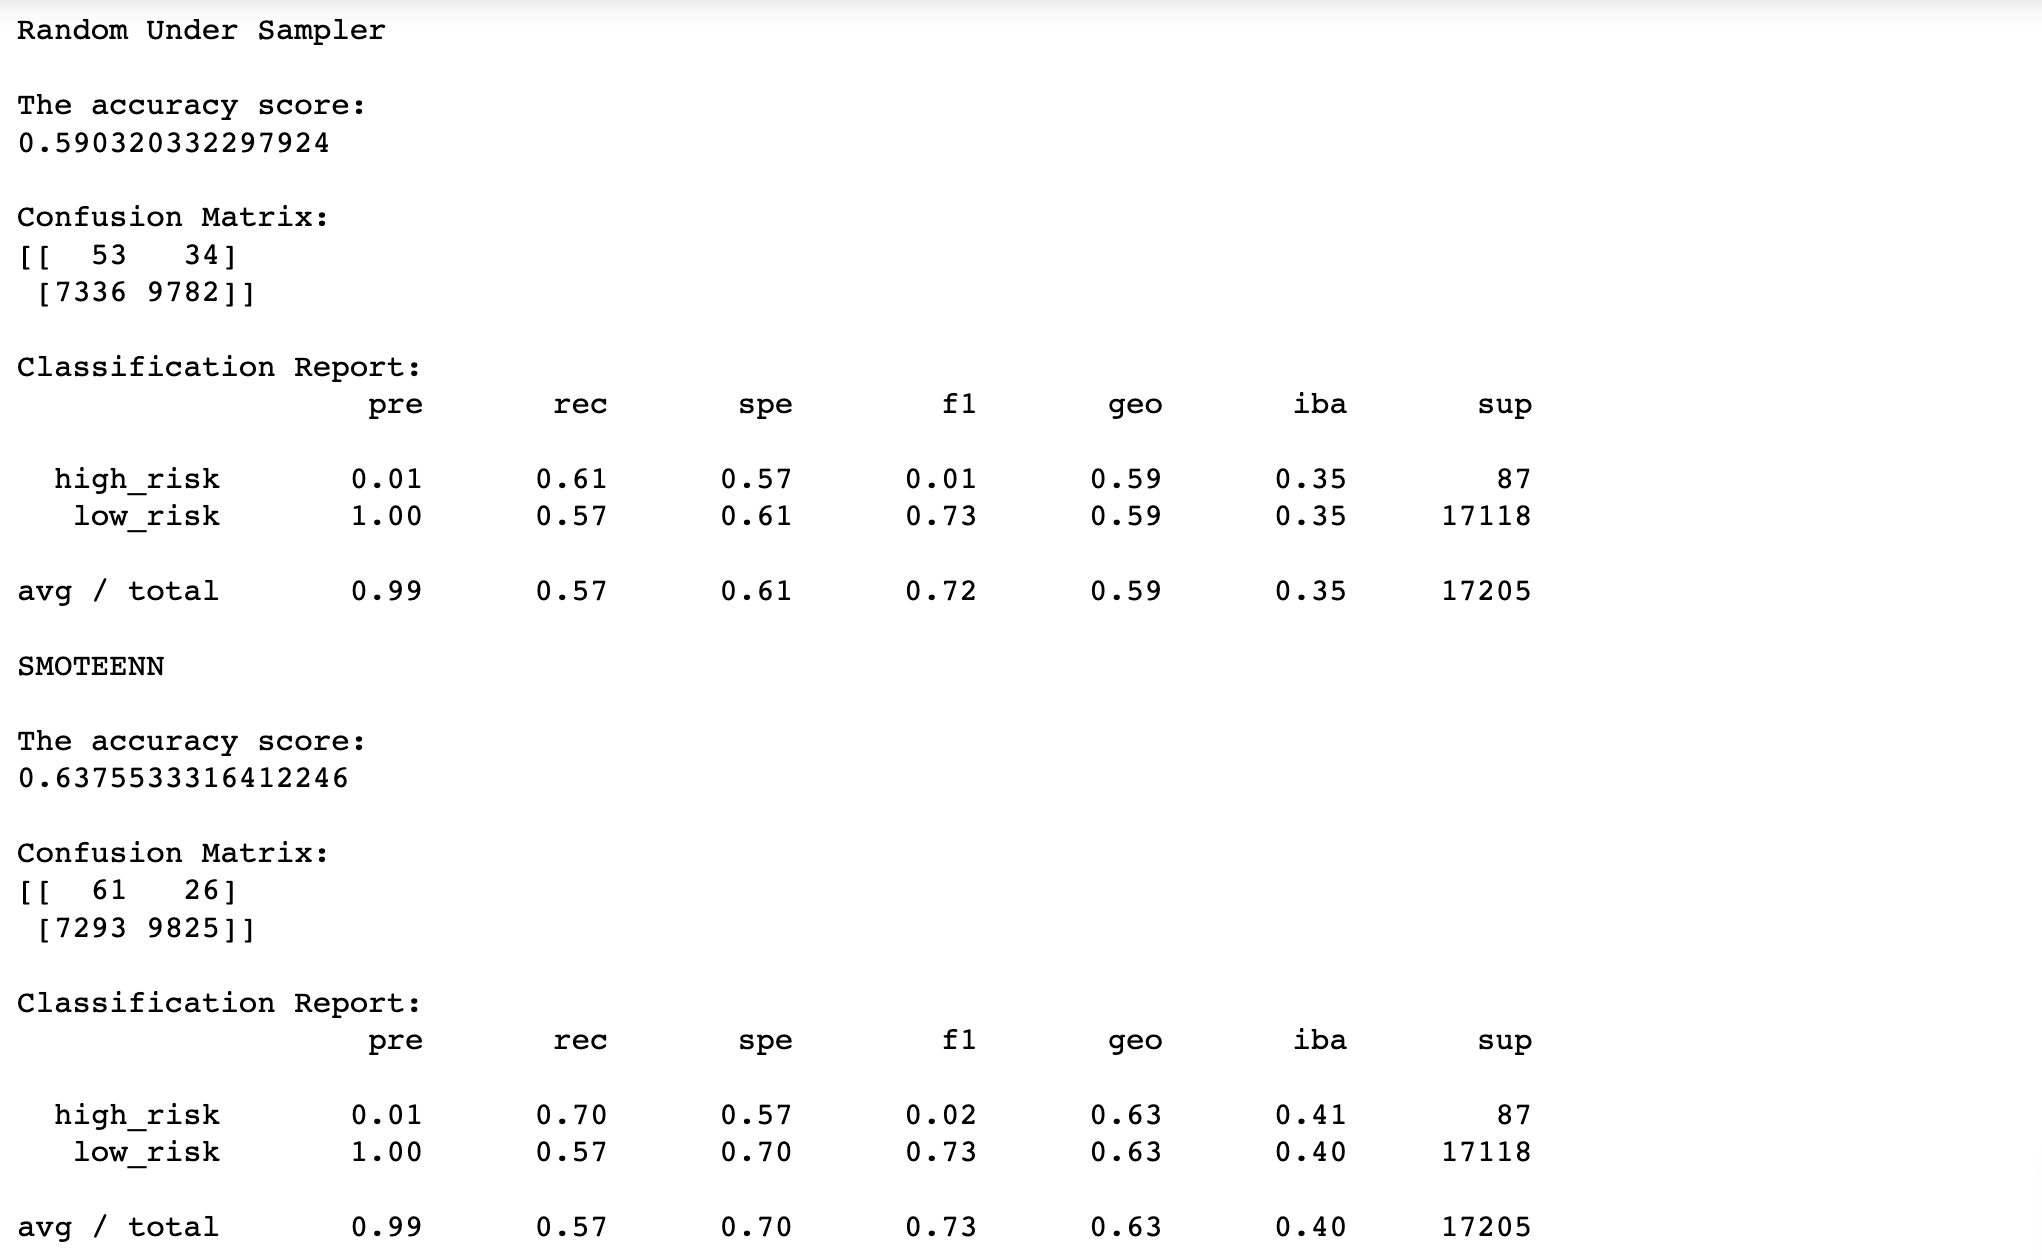 Random Under Sampler
The accuracy score:
0.590320332297924
Confusion Matrix:
[[  53   34]
 [7336 9782]]
Classification Report:
pre rec spe f1 geo iba sup
high_risk 0.01 0.61 0.57 0.01 0.59 0.35 87
low_risk 1.00 0.57 0.61 0.73 0.59 0.35 17118
avg / total 0.99 0.57 0.61 0.72 0.59 0.35 17205
SMOTEENN
The accuracy score:
0.6375533316412246
Confusion Matrix:
[[  61   26]
 [7293 9825]]
Classification Report:
pre rec spe f1 geo iba sup
high_risk 0.01 0.70 0.57 0.02 0.63 0.41 87
low_risk 1.00 0.57 0.70 0.73 0.63 0.40 17118
avg / total 0.99 0.57 0.70 0.73 0.63 0.40 17205